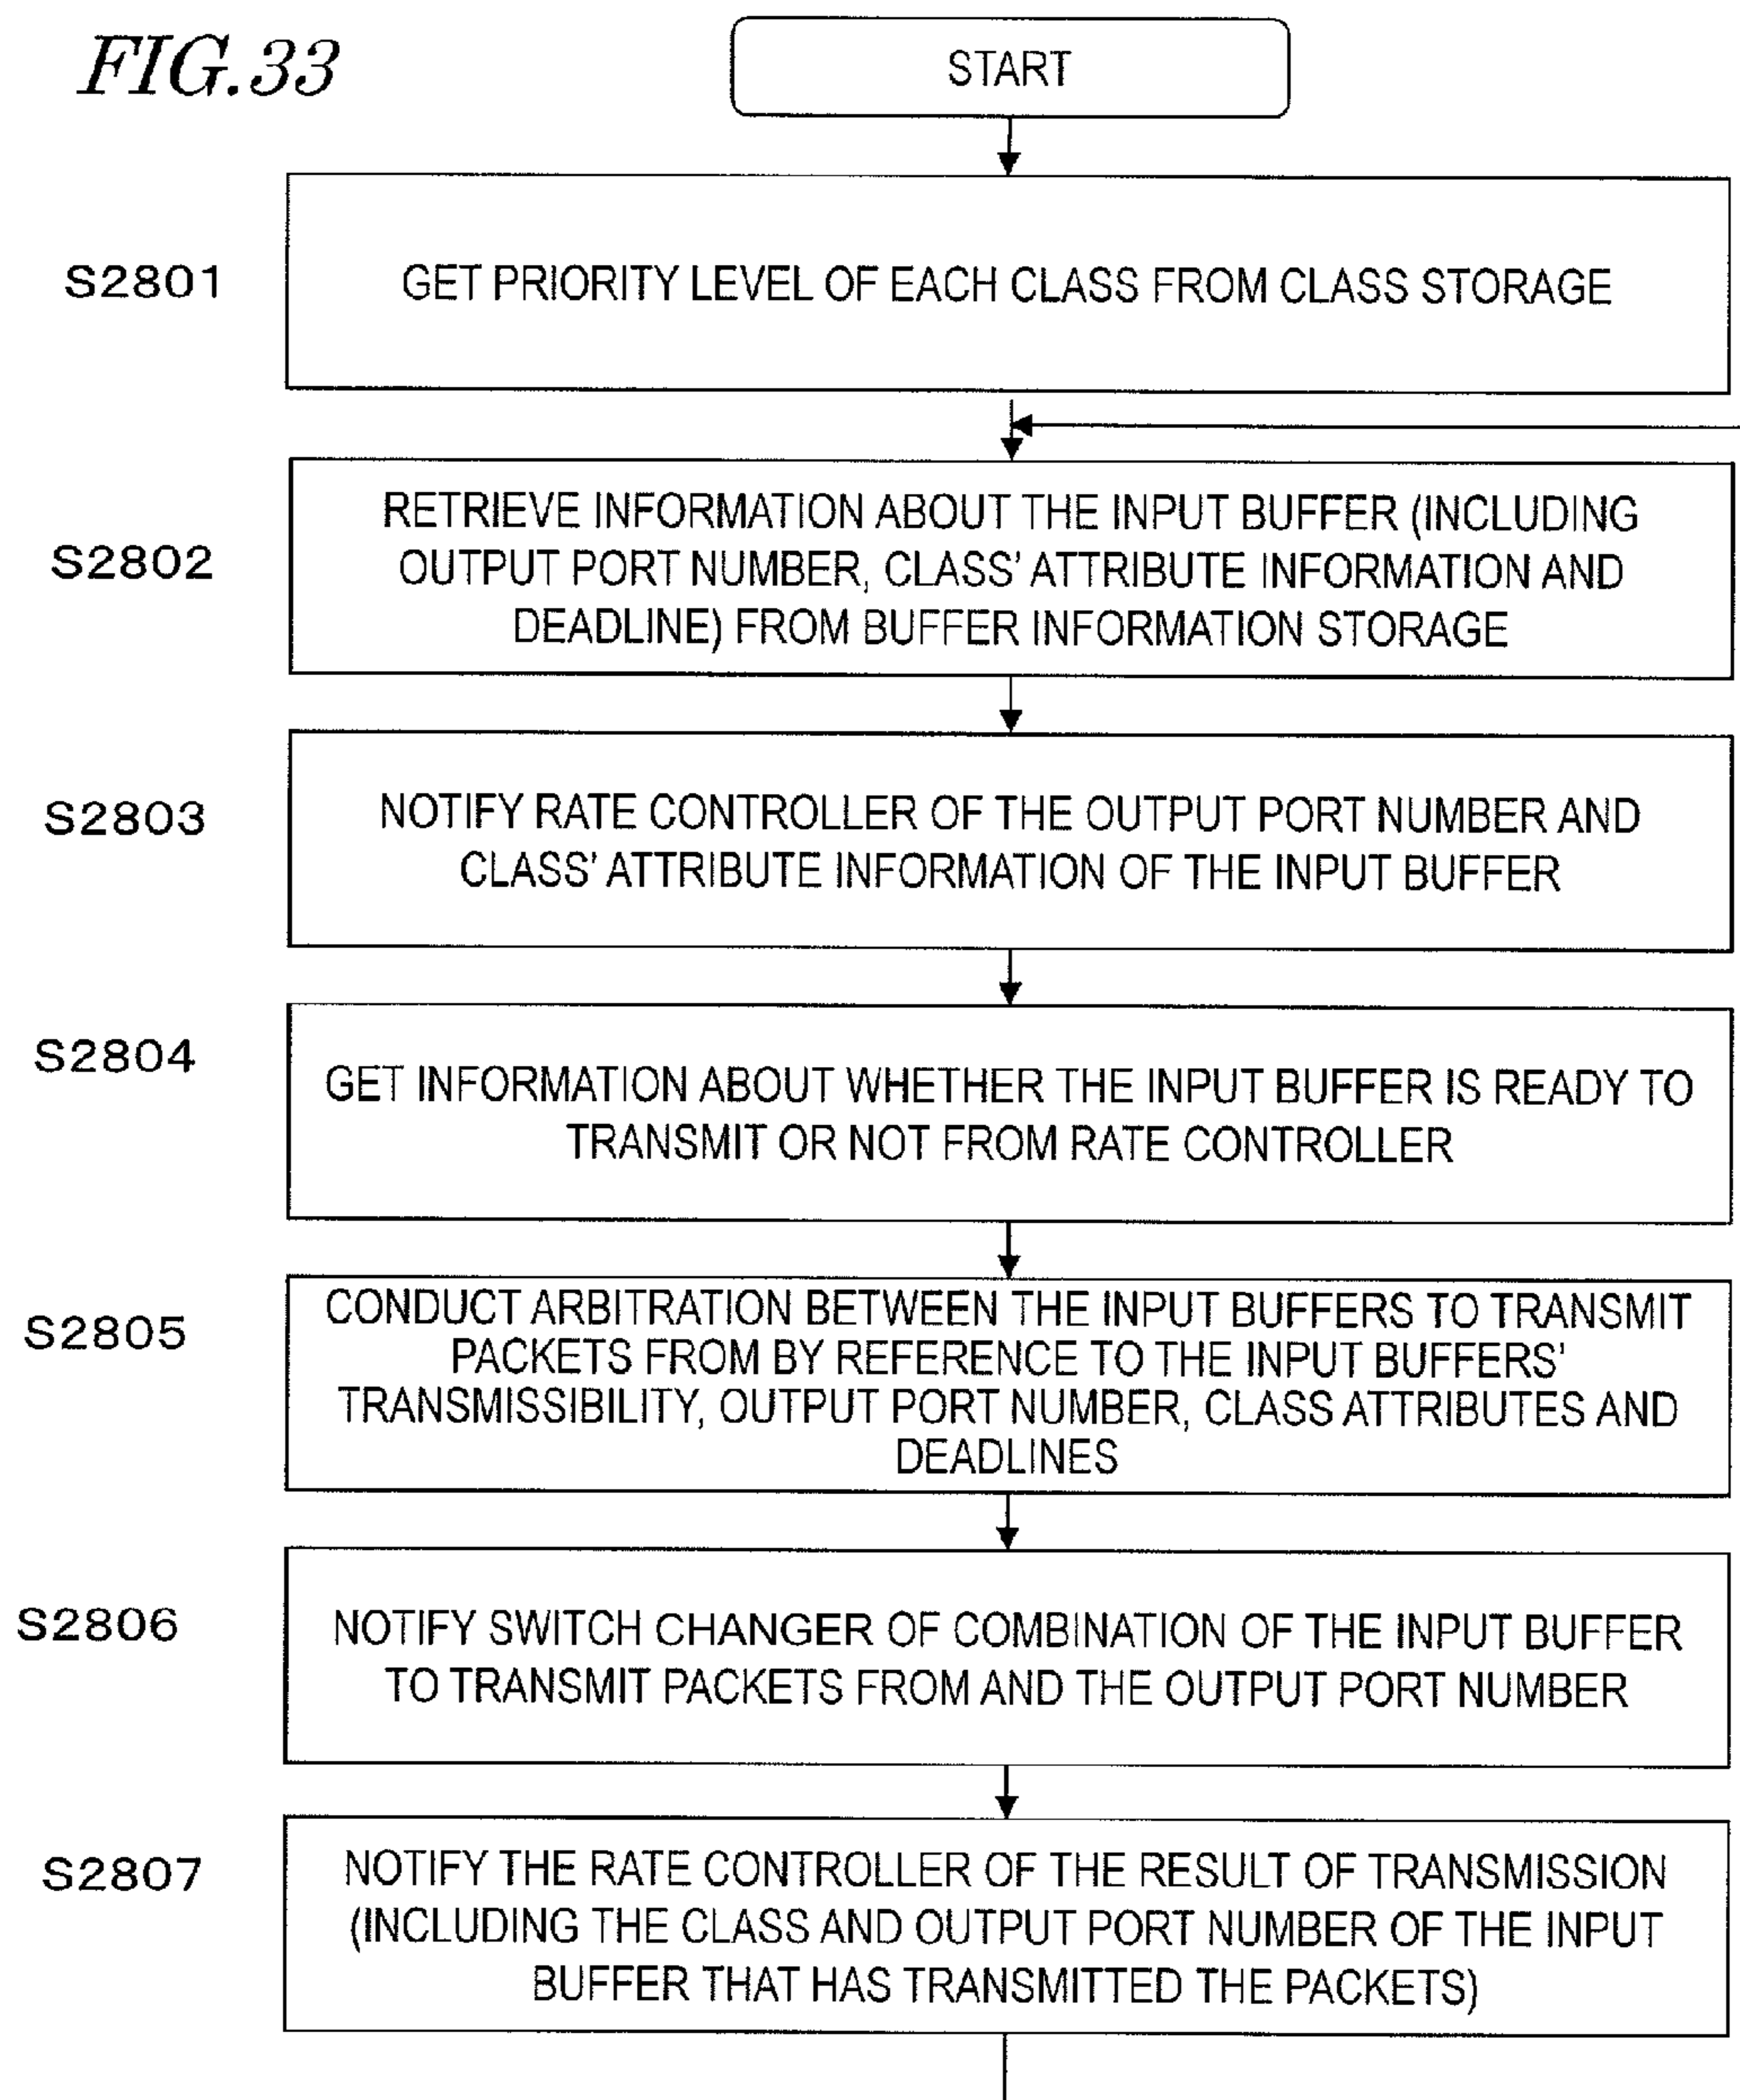 FIG.33
START
S2801
GET PRIORITY LEVEL OF EACH CLASS FROM CLASS STORAGE
S2802
RETRIEVE INFORMATION ABOUT THE INPUT BUFFER (INCLUDING
OUTPUT PORT NUMBER, CLASS' ATTRIBUTE INFORMATION AND
DEADLINE) FROM BUFFER INFORMATION STORAGE
S2803
NOTIFY RATE CONTROLLER OF THE OUTPUT PORT NUMBER AND
CLASS' ATTRIBUTE INFORMATION OF THE INPUT BUFFER
S2804
GET INFORMATION ABOUT WHETHER THE INPUT BUFFER IS READY TO
TRANSMIT OR NOT FROM RATE CONTROLLER
S2805
CONDUCT ARBITRATION BETWEEN THE INPUT BUFFERS TO TRANSMIT
PACKETS FROM BY REFERENCE TO THE INPUT BUFFERS'
TRANSMISSIBILITY, OUTPUT PORT NUMBER, CLASS ATTRIBUTES AND
DEADLINES
S2806
NOTIFY SWITCH CHANGER OF COMBINATION OF THE INPUT BUFFER
TO TRANSMIT PACKETS FROM AND THE OUTPUT PORT NUMBER
S2807
NOTIFY THE RATE CONTROLLER OF THE RESULT OF TRANSMISSION
(INCLUDING THE CLASS AND OUTPUT PORT NUMBER OF THE INPUT
BUFFER THAT HAS TRANSMITTED THE PACKETS)